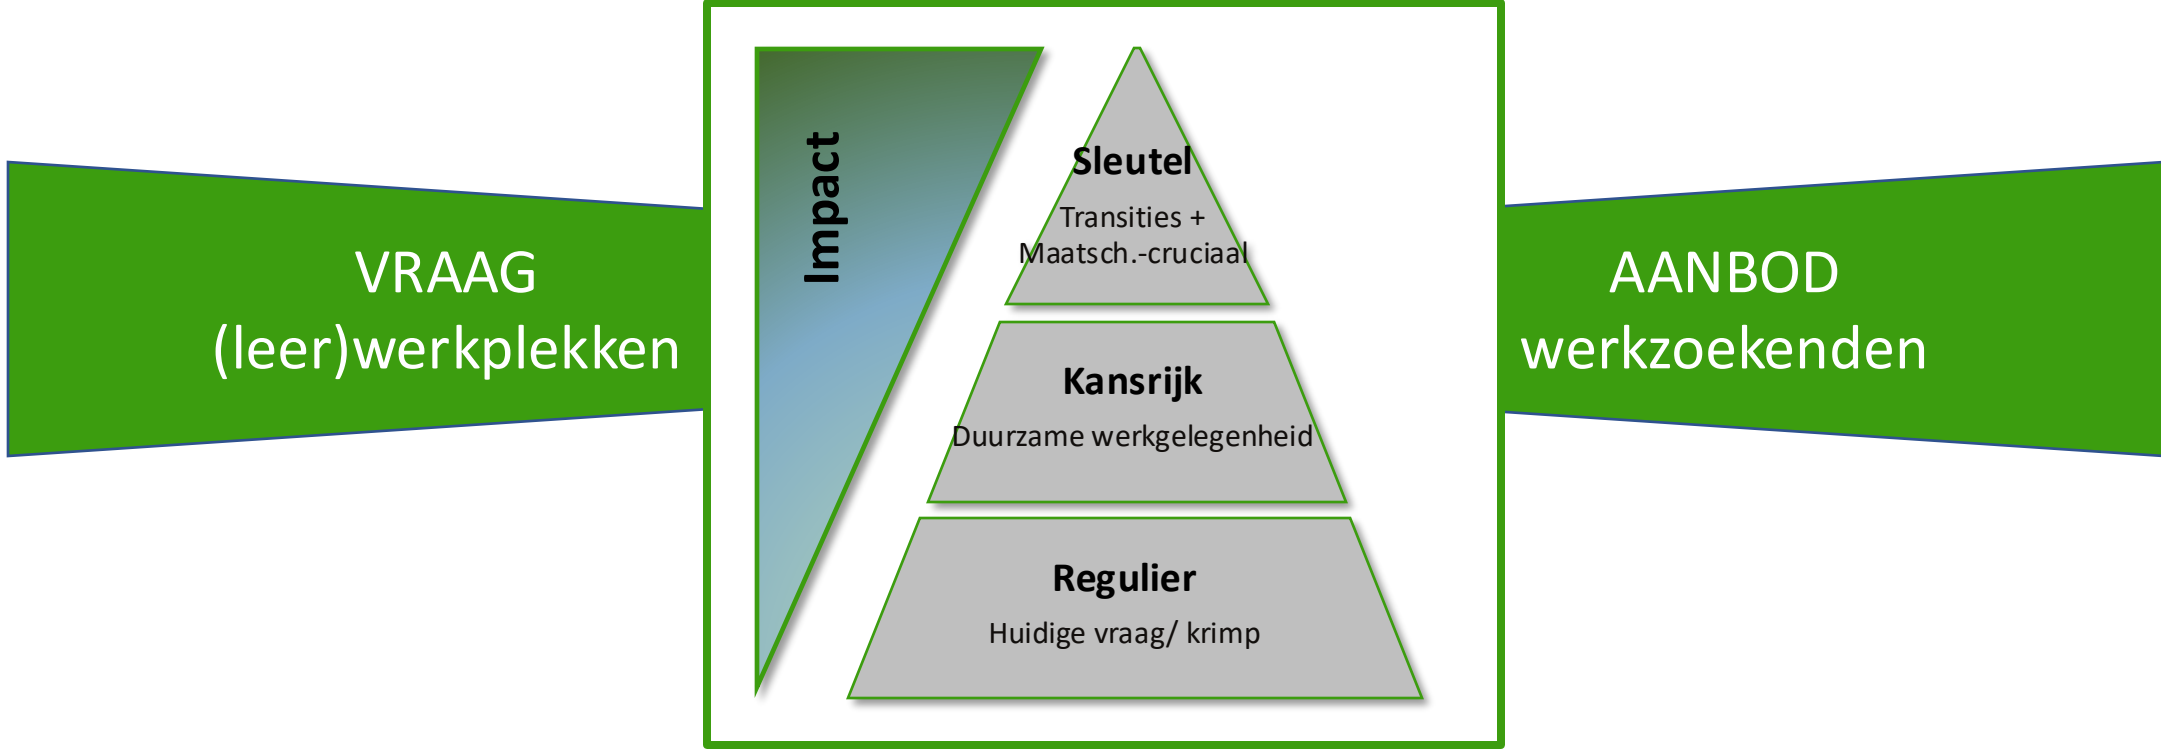 VRAAG
(leer)werkplekken
Impact
Sleutel
Transities +
Maatsch.-cruciaal
Kansrijk
Duurzame werkgelegenheid
Regulier
Huidige vraag/ krimp
AANBOD
werkzoekenden